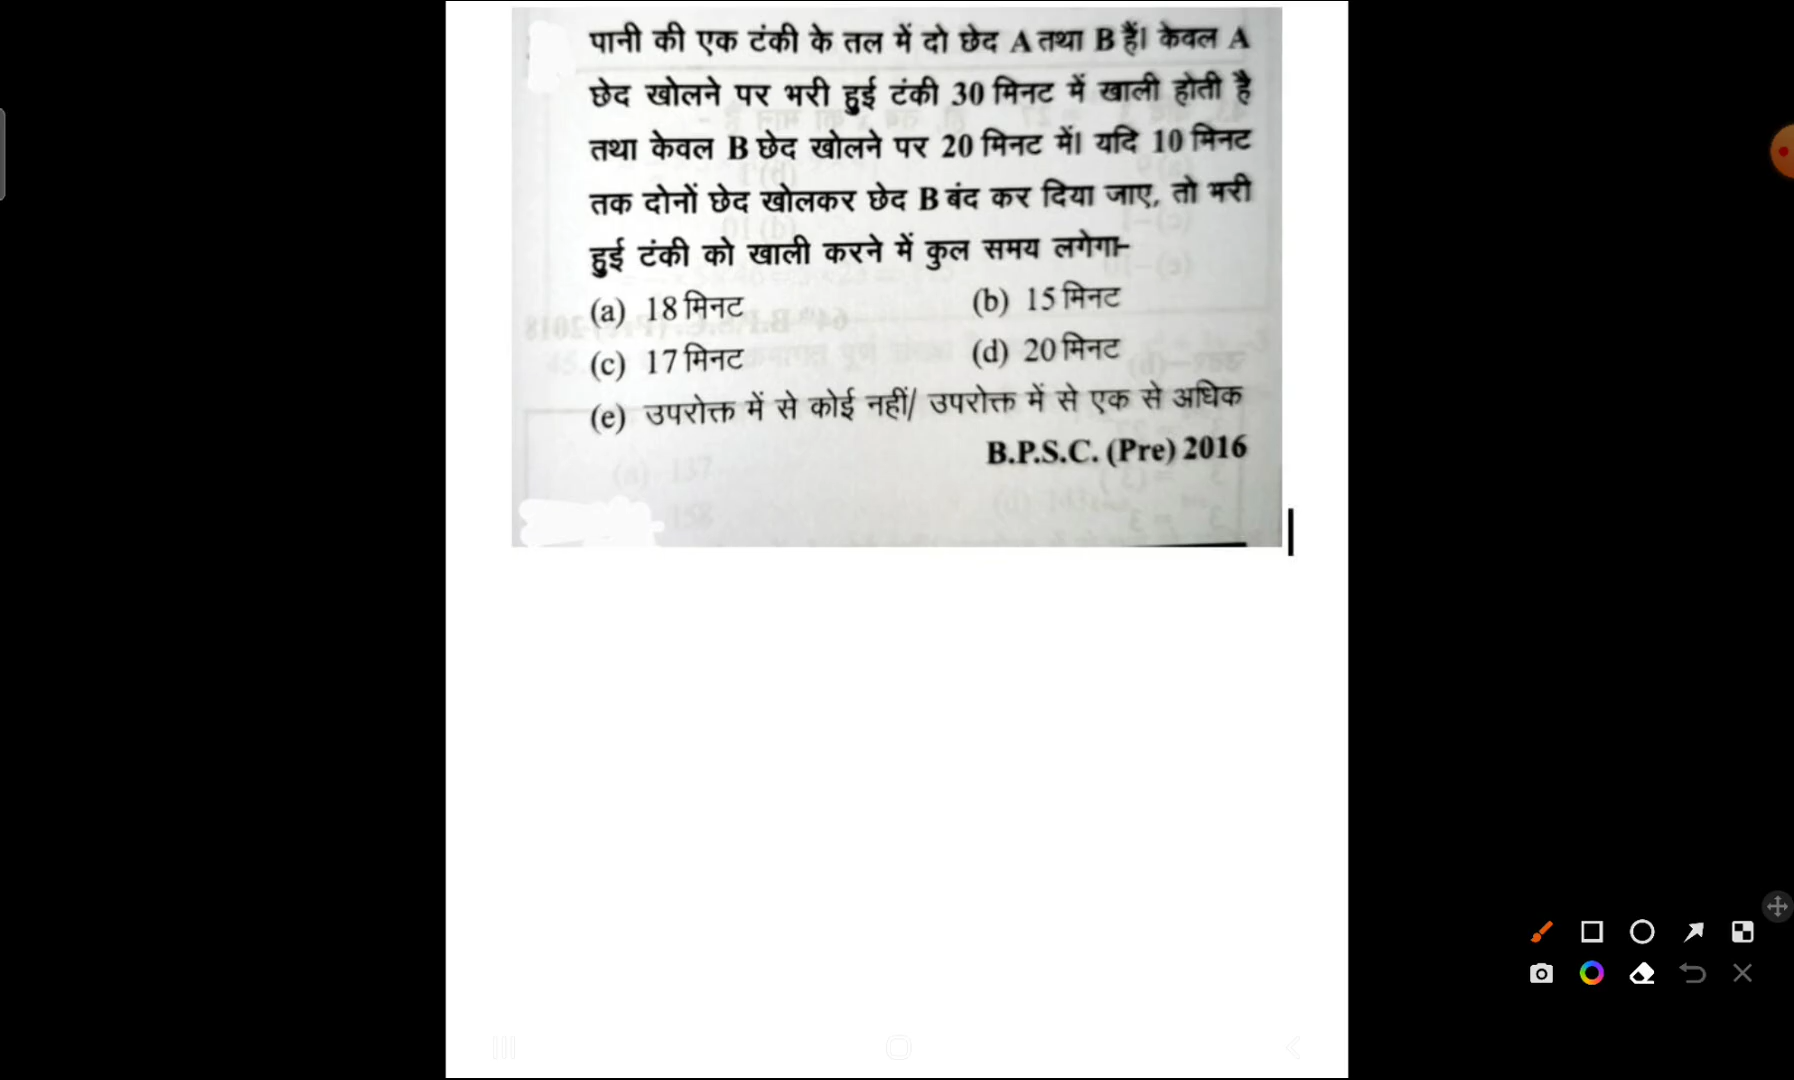 पानी की एक टंकी के तल में दो छेद A तथा B हैं। केवल A
छेद खोलने पर भरी हुई टंकी 30 मिनट में खाली होती है
तथा केवल B छेद खोलने पर 20 मिनट में। यदि 10 मिनट
तक दोनों छेद खोलकर छेद B बंद कर दिया जाए, तो भरी
हुई टंकी को खाली करने में कुल समय लगेगा-
(a) 18 मिनट (b) 15 मिनट
(c) 17 मिनट (d) 20 मिनट
(e) उपरोक्त में से कोई नहीं/ उपरोक्त में से एक से अधिक
B.P.S.C. (Pre) 2016